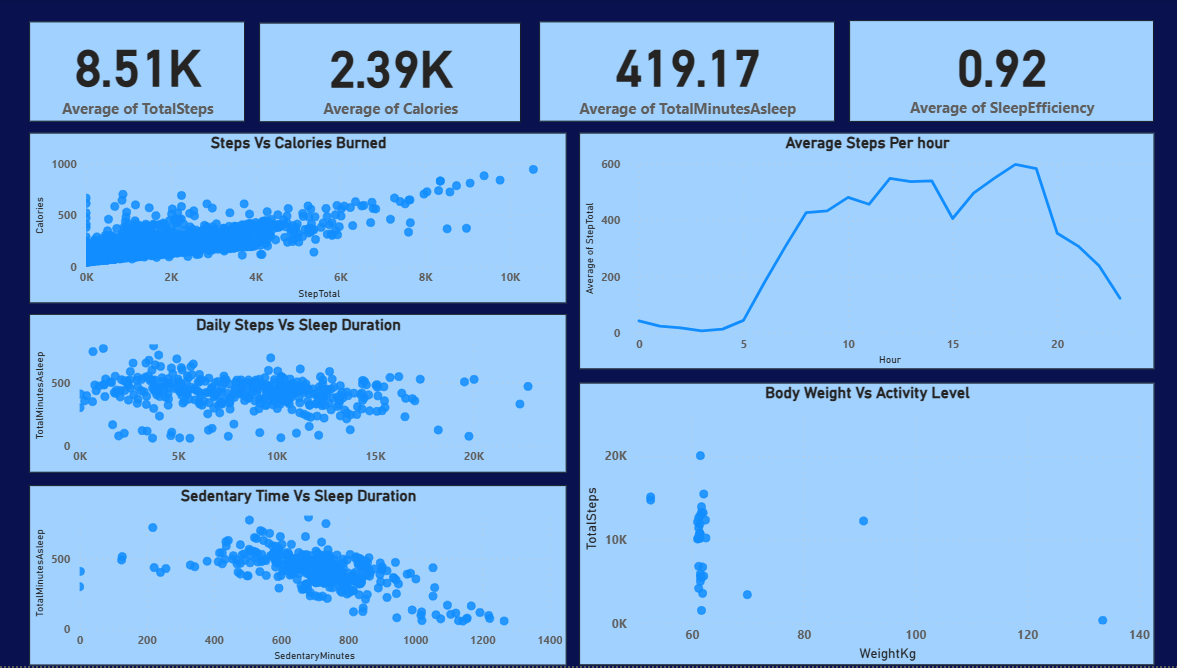 8.51K
Average of TotalSteps
2.39K
Average of Calories
419.17
Average of TotalMinutesAsleep
0.92
Average of SleepEfficiency
Steps Vs Calories Burned
Calories
1000
500
0
0K 2K 4K 6K 8K 10K
StepTotal
Average Steps Per hour
Average of StepTotal
600
400
200
0
0 5 10 15 20
Hour
Daily Steps Vs Sleep Duration
TotalMinutesAsleep
500
0
0K 5K 10K 15K 20K
Body Weight Vs Activity Level
TotalSteps
20K
10K
0K
60 80 100 120 140
WeightKg
Sedentary Time Vs Sleep Duration
TotalMinutesAsleep
500
0
0 200 400 600 800 1000 1200 1400
SedentaryMinutes